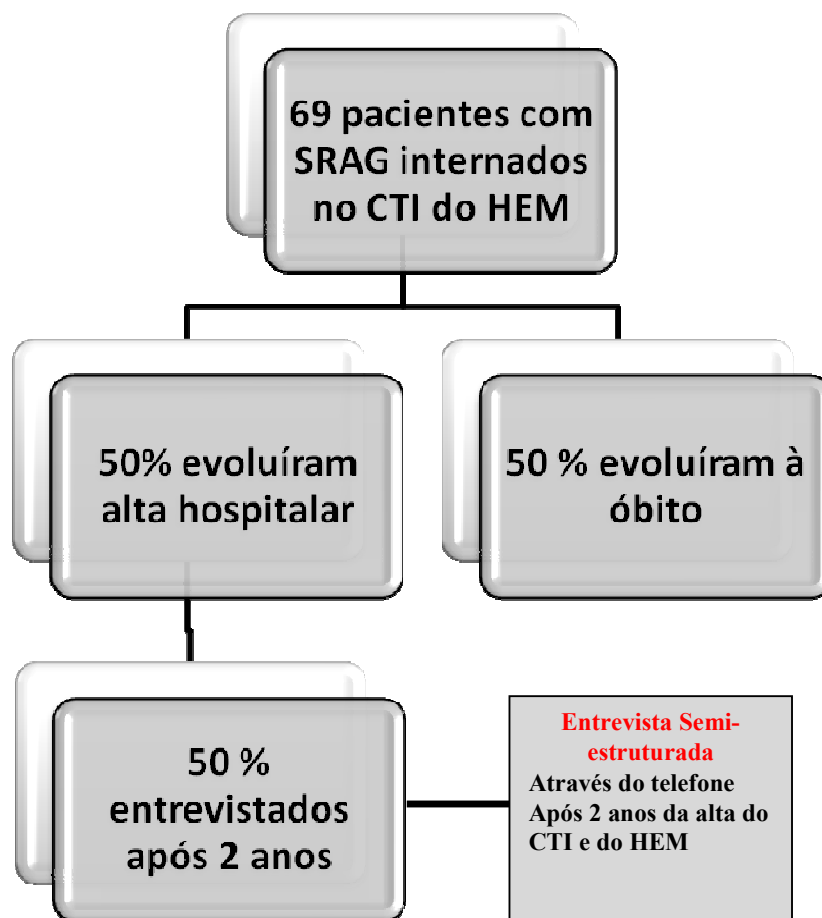 69 pacientes com
SRAG internados
no CTI do HEM
50% evoluíram
alta hospitalar
50 % evoluíram à
óbito
50 %
entrevistados
após 2 anos
Entrevista Semi-
estruturada
Através do telefone
Após 2 anos da alta do
CTI e do HEM